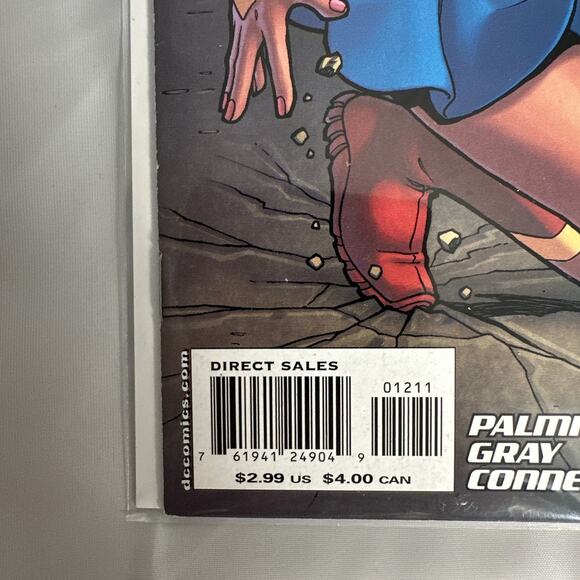 DIRECT SALES
01211
7 61941 24904 9
$2.99 US $4.00 CAN
dccomics.com
PALMI
GRAY
CONNE